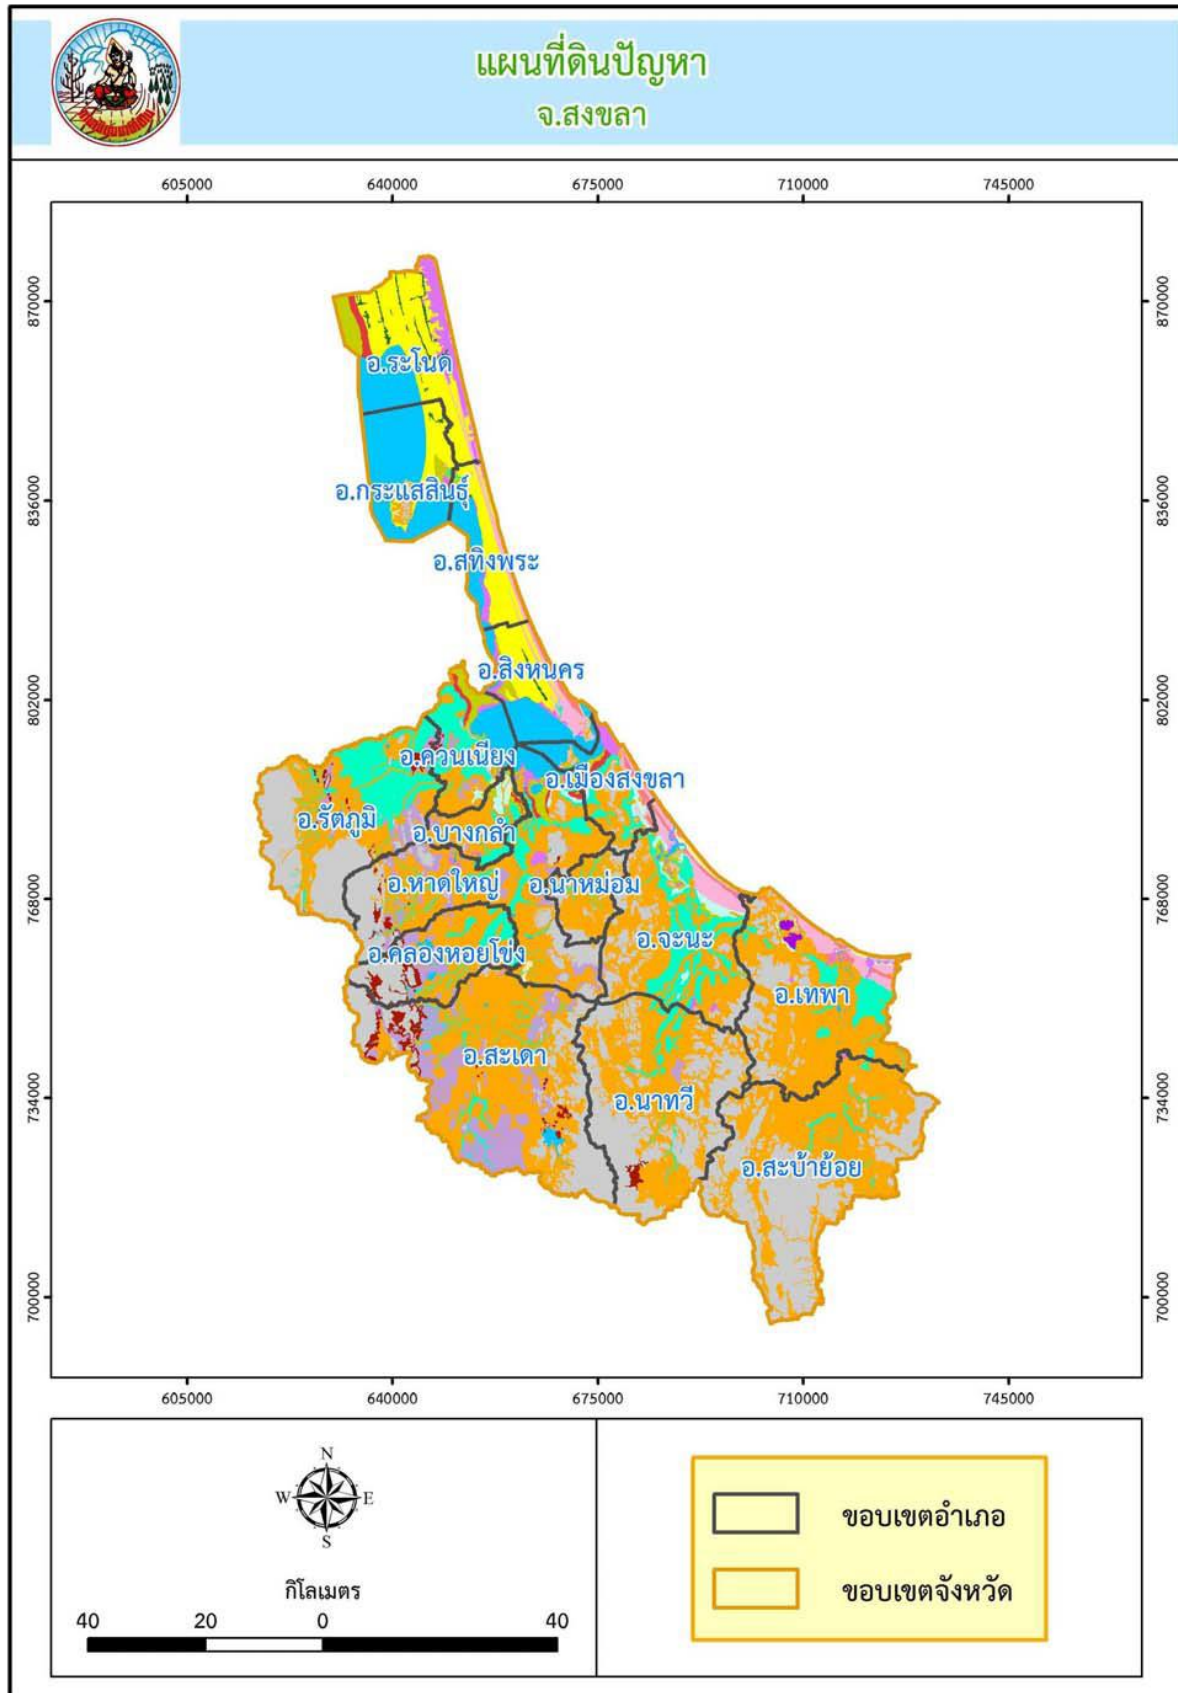 แผนที่ดินปัญหา
จ.สงขลา
605000 640000 675000 710000 745000
870000 870000
อ.ระโนด
836000 836000
อ.กระแสสินธุ์
อ.สทิงพระ
อ.สิงหนคร
802000 802000
อ.ควนเนียง
อ.เมืองสงขลา
อ.รัตภูมิ
อ.บางกล่ำ
อ.หาดใหญ่
อ.นาหม่อม
768000 768000
อ.จะนะ
อ.คลองหอยโข่ง
อ.เทพา
อ.สะเดา
734000 734000
อ.นาทวี
อ.สะบ้าย้อย
700000 700000
605000 640000 675000 710000 745000
N
W E
S
กิโลเมตร
40 20 0 40
ขอบเขตอำเภอ
ขอบเขตจังหวัด